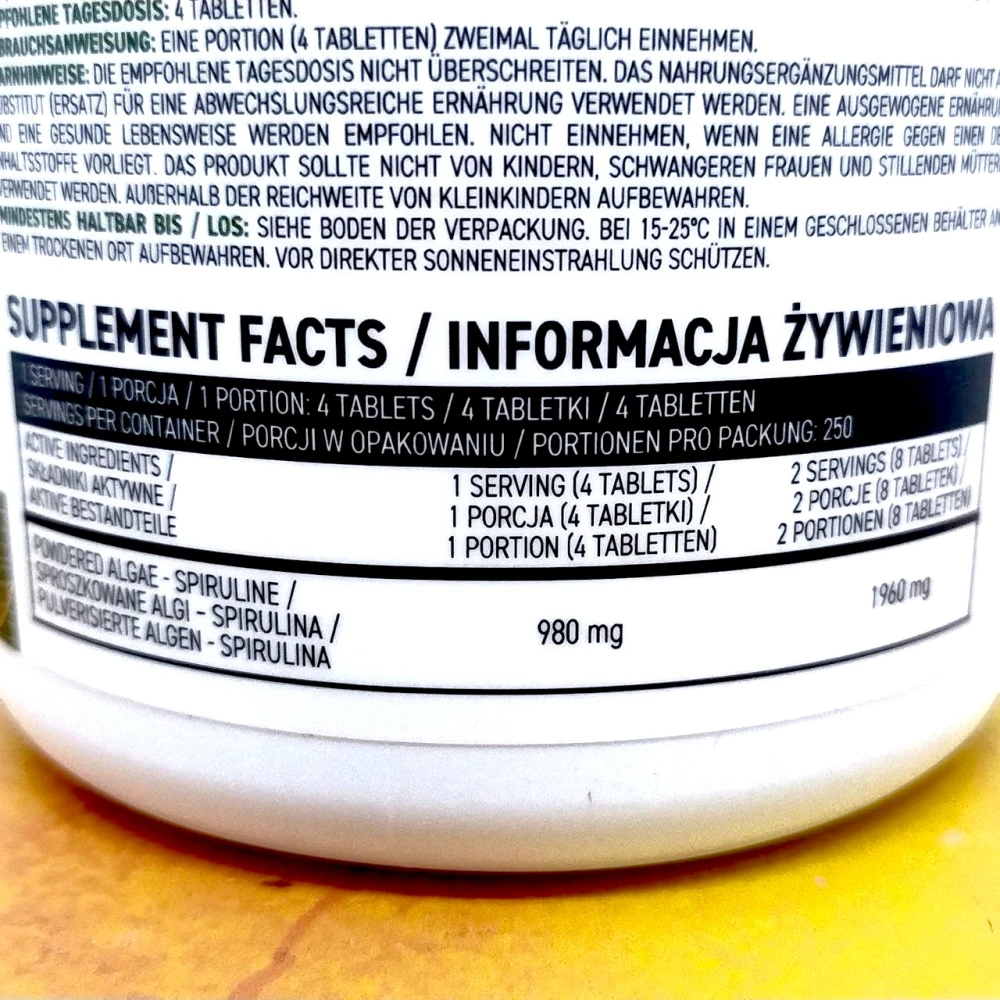 PFOHLENE TAGESDOSIS: 4 TABLETTEN.
BRAUCHSANWEISUNG: EINE PORTION (4 TABLETTEN) ZWEIMAL TÄGLICH EINNEHMEN.
ARNHINWEISE: DIE EMPFOHLENE TAGESDOSIS NICHT ÜBERSCHREITEN. DAS NAHRUNGSERGÄNZUNGSMITTEL DARF NICHT A
UBSTITUT (ERSATZ) FÜR EINE ABWECHSLUNGSREICHE ERNÄHRUNG VERWENDET WERDEN. EINE AUSGEWOGENE ERNÄHRU
ND EINE GESUNDE LEBENSWEISE WERDEN EMPFOHLEN. NICHT EINNEHMEN, WENN EINE ALLERGIE GEGEN EINEN DE
NHALTSSTOFFE VORLIEGT. DAS PRODUKT SOLLTE NICHT VON KINDERN, SCHWANGEREN FRAUEN UND STILLENDEN MÜTTER
VERWENDET WERDEN. AUẞERHALB DER REICHWEITE VON KLEINKINDERN AUFBEWAHREN.
MINDESTENS HALTBAR BIS / LOS: SIEHE BODEN DER VERPACKUNG. BEI 15-25°C IN EINEM GESCHLOSSENEN BEHÄLTER AN
EINEM TROCKENEN ORT AUFBEWAHREN. VOR DIREKTER SONNENEINSTRAHLUNG SCHÜTZEN.
SUPPLEMENT FACTS / INFORMACJA ŻYWIENIOWA
1 SERVING / 1 PORCJA / 1 PORTION: 4 TABLETS / 4 TABLETKI / 4 TABLETTEN
SERVINGS PER CONTAINER / PORCJI W OPAKOWANIU / PORTIONEN PRO PACKUNG: 250
ACTIVE INGREDIENTS /
SKŁADNIKI AKTYWNE /
AKTIVE BESTANDTEILE
1 SERVING (4 TABLETS) /
1 PORCJA (4 TABLETKI) /
1 PORTION (4 TABLETTEN)
2 SERVINGS (8 TABLETS) /
2 PORCJE (8 TABLETEK) /
2 PORTIONEN (8 TABLETTEN)
POWDERED ALGAE - SPIRULINE /
SPROSZKOWANE ALGI - SPIRULINA /
PULVERISIERTE ALGEN - SPIRULINA
980 mg
1960 mg